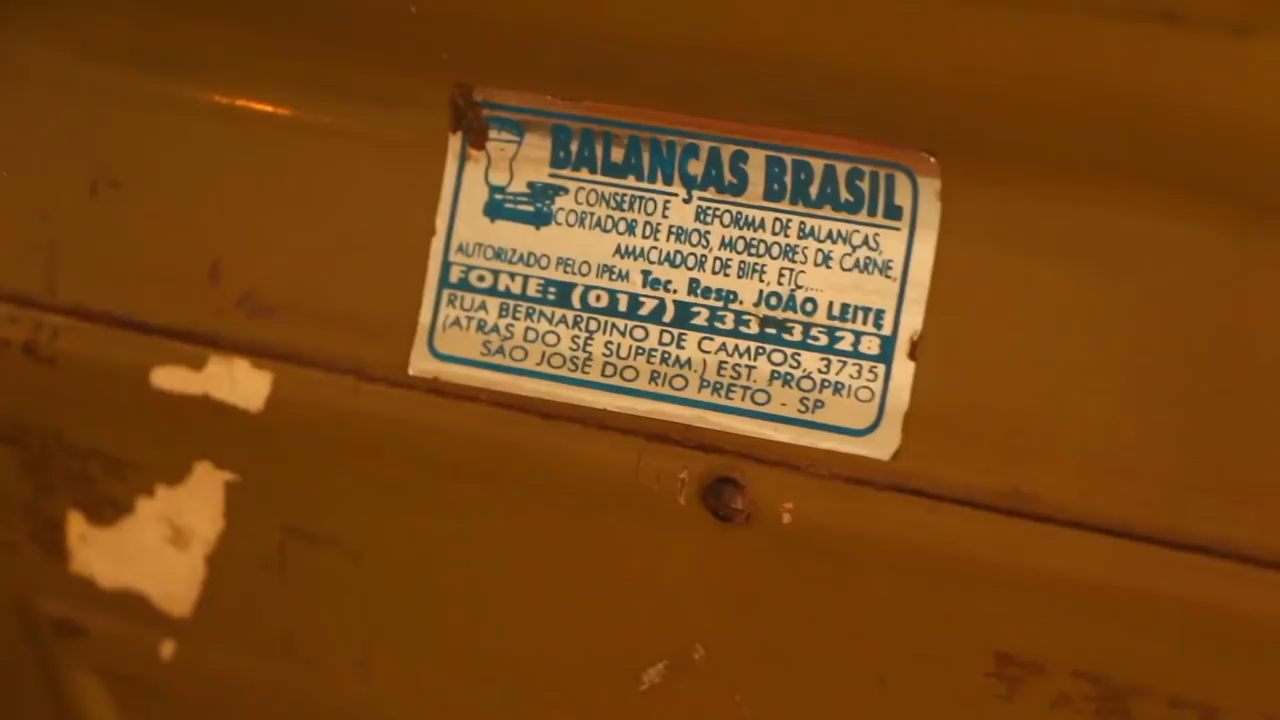 BALANÇAS BRASIL
CONSERTO E REFORMA DE BALANÇAS,
CORTADOR DE FRIOS, MOEDORES DE CARNE,
AMACIADOR DE BIFE, ETC,...
AUTORIZADO PELO IPEM Tec. Resp. JOÃO LEITE
FONE: (017) 233-3528
RUA BERNARDINO DE CAMPOS, 3735
(ATRAS DO SÉ SUPERM.) EST. PRÓPRIO
SÃO JOSÉ DO RIO PRETO - SP